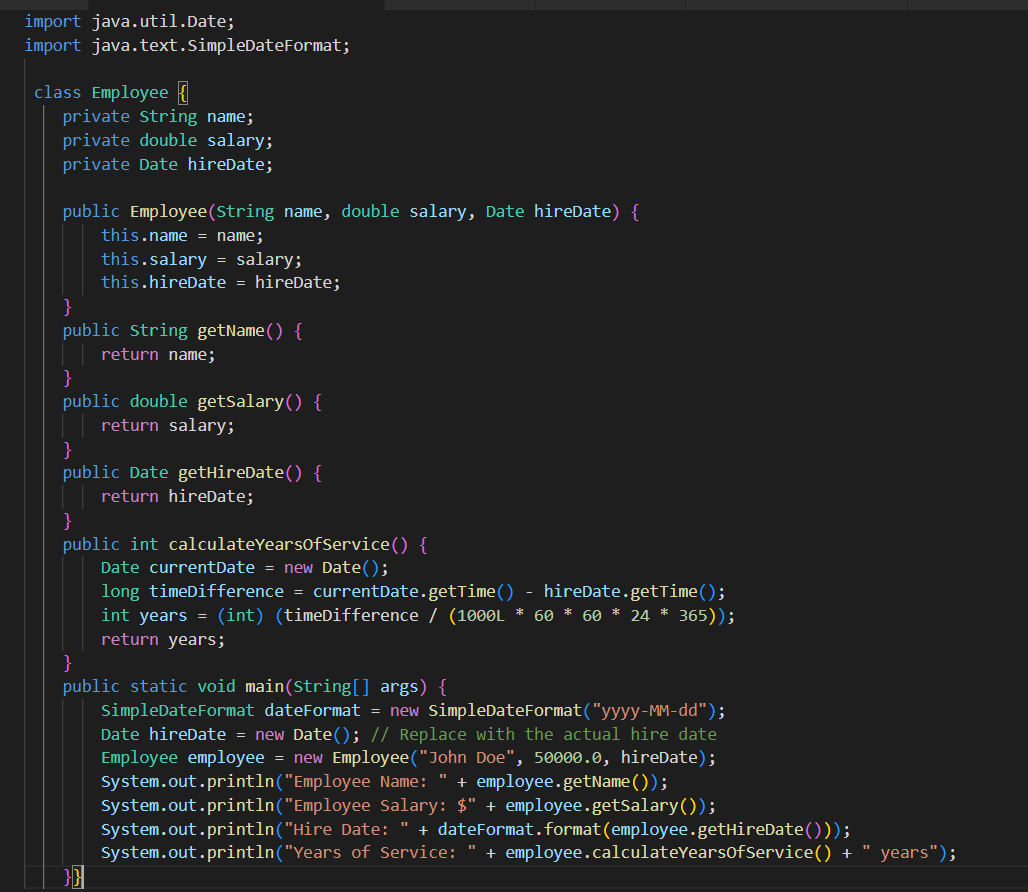 import java.util.Date;
import java.text.SimpleDateFormat;

 class Employee {
    private String name;
    private double salary;
    private Date hireDate;

    public Employee(String name, double salary, Date hireDate) {
        this.name = name;
        this.salary = salary;
        this.hireDate = hireDate;
    }
    public String getName() {
        return name;
    }
    public double getSalary() {
        return salary;
    }
    public Date getHireDate() {
        return hireDate;
    }
    public int calculateYearsOfService() {
        Date currentDate = new Date();
        long timeDifference = currentDate.getTime() - hireDate.getTime();
        int years = (int) (timeDifference / (1000L * 60 * 60 * 24 * 365));
        return years;
    }
    public static void main(String[] args) {
        SimpleDateFormat dateFormat = new SimpleDateFormat("yyyy-MM-dd");
        Date hireDate = new Date(); // Replace with the actual hire date
        Employee employee = new Employee("John Doe", 50000.0, hireDate);
        System.out.println("Employee Name: " + employee.getName());
        System.out.println("Employee Salary: $" + employee.getSalary());
        System.out.println("Hire Date: " + dateFormat.format(employee.getHireDate()));
        System.out.println("Years of Service: " + employee.calculateYearsOfService() + " years");
    }}